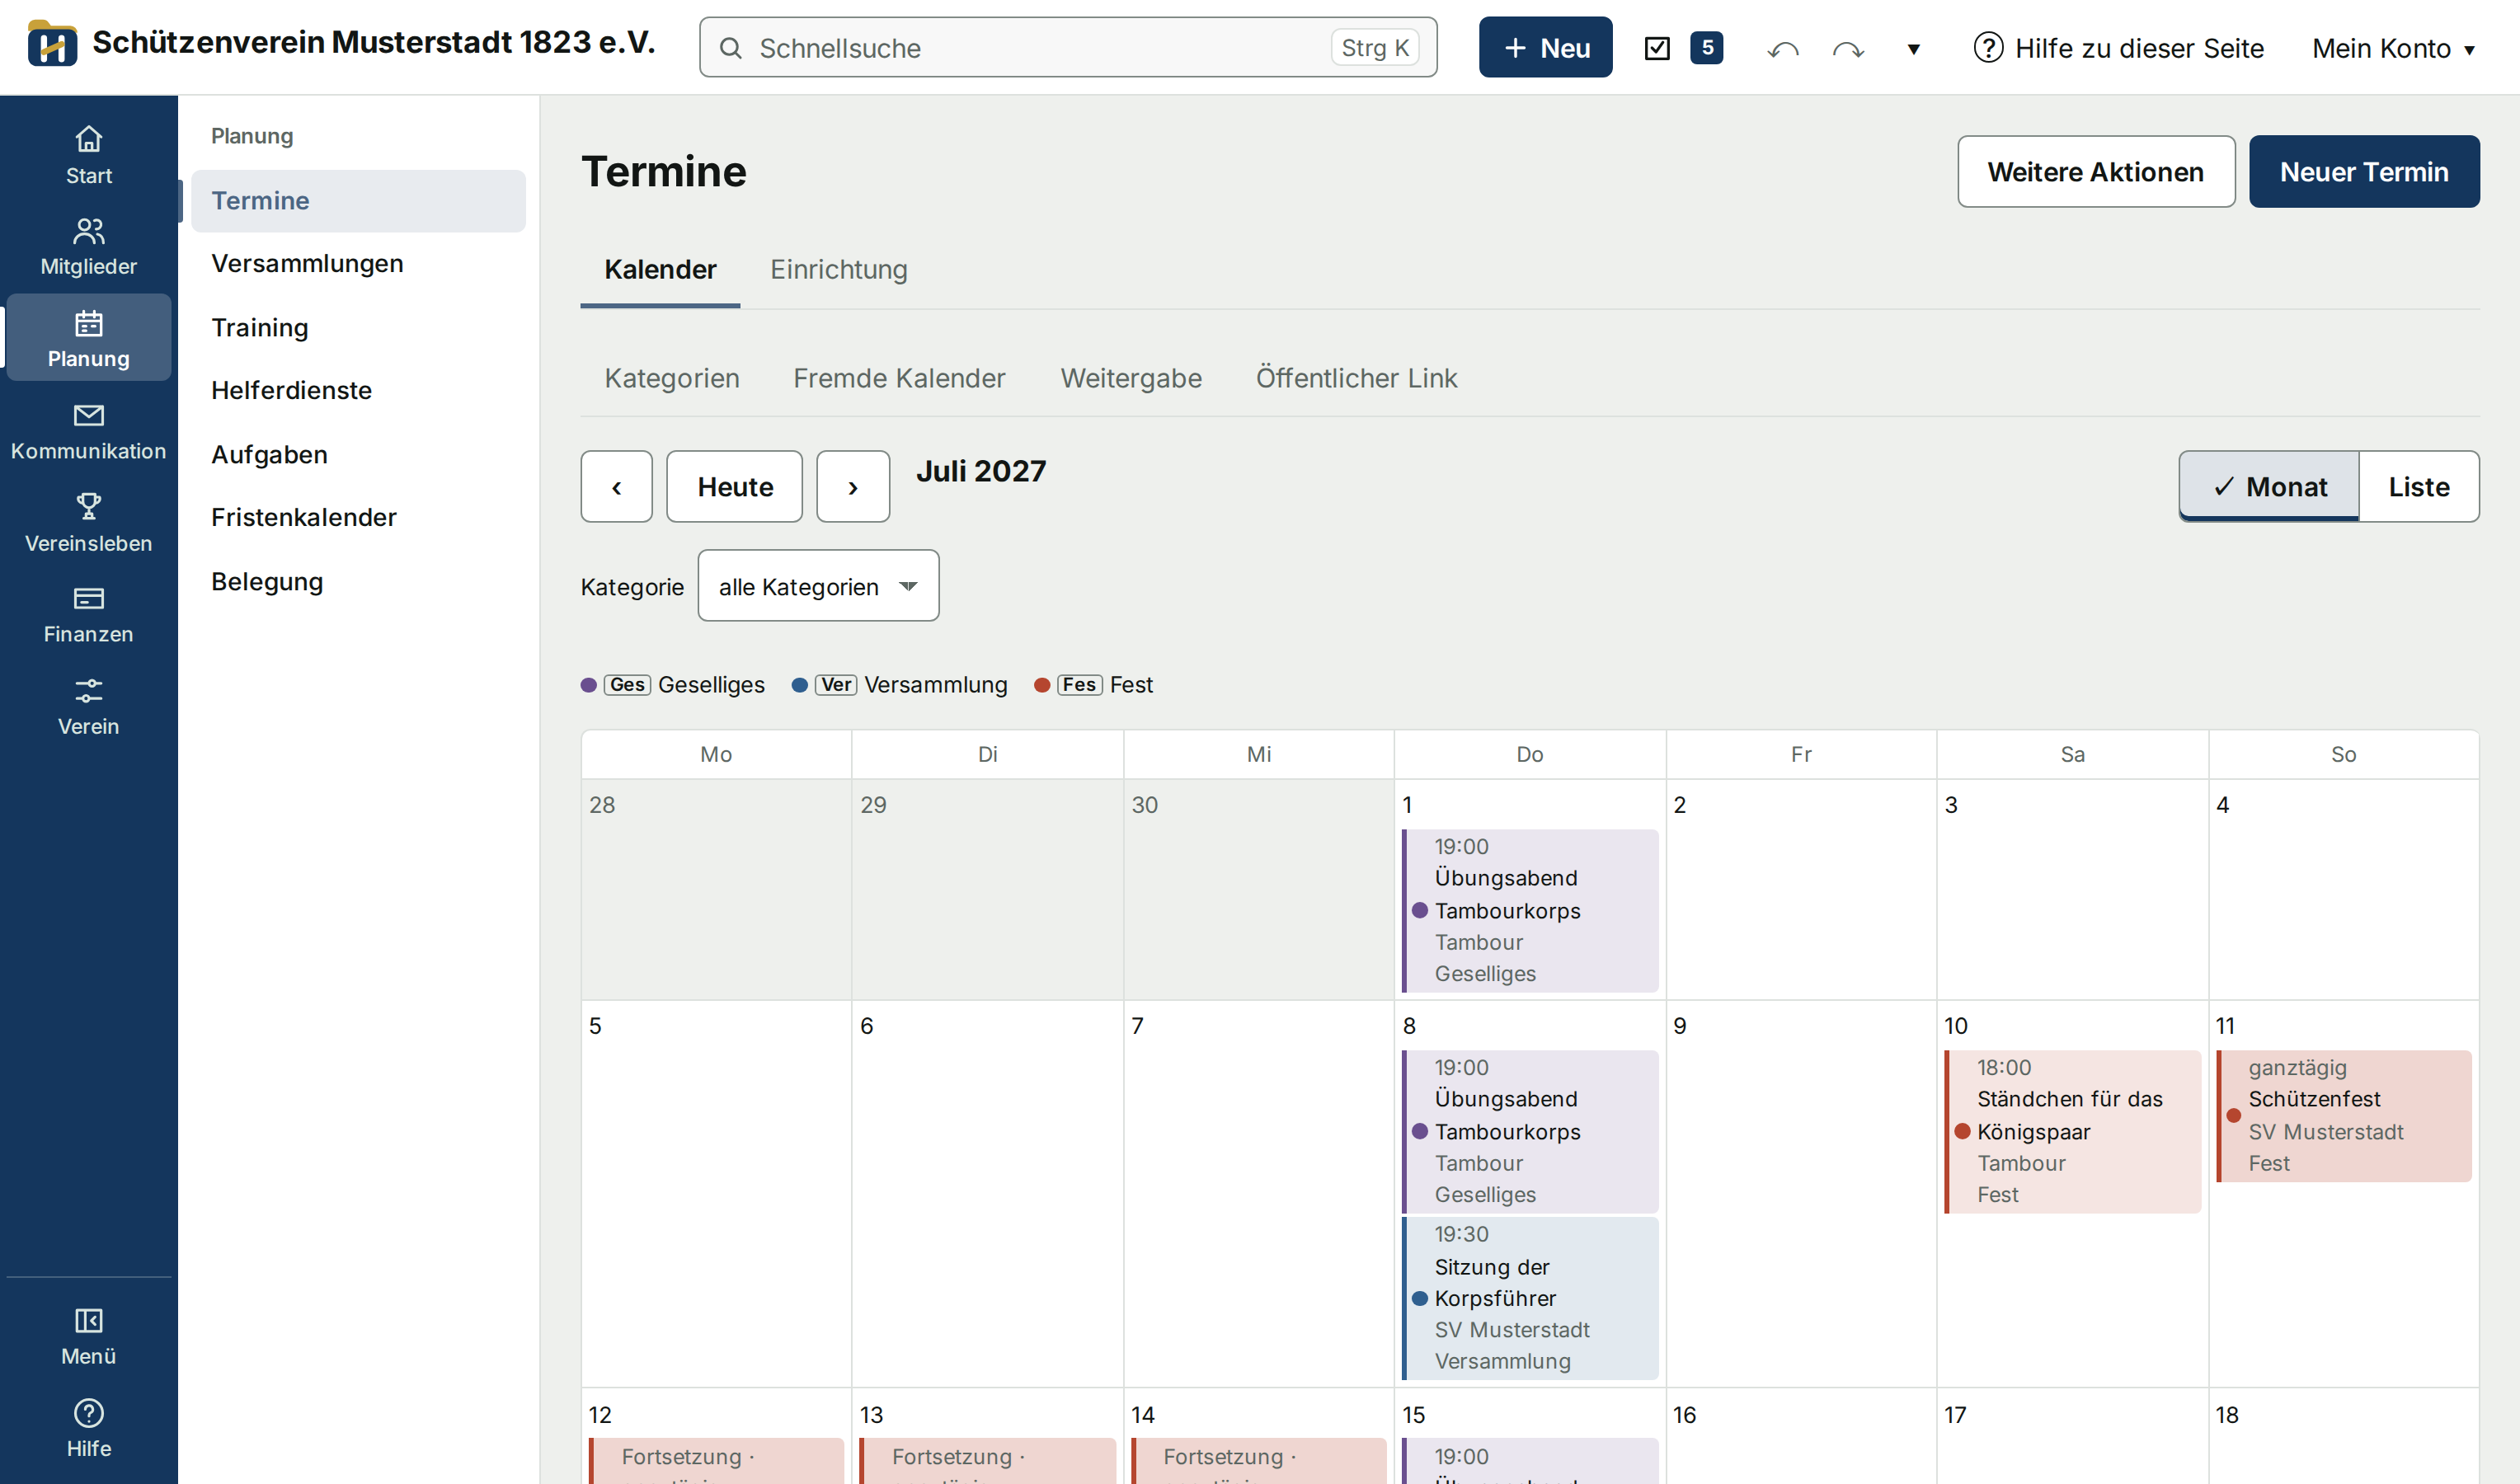 Schützenverein Musterstadt 1823 e.V.
Schnellsuche
Strg K
+ Neu
5
Hilfe zu dieser Seite
Mein Konto
Start
Mitglieder
Planung
Kommunikation
Vereinsleben
Finanzen
Verein
Menü
Hilfe
Planung
Termine
Versammlungen
Training
Helferdienste
Aufgaben
Fristenkalender
Belegung
Termine
Weitere Aktionen
Neuer Termin
Kalender
Einrichtung
Kategorien
Fremde Kalender
Weitergabe
Öffentlicher Link
‹
Heute
›
Juli 2027
✓ Monat
Liste
Kategorie
alle Kategorien
Ges Geselliges
Ver Versammlung
Fes Fest
Mo
Di
Mi
Do
Fr
Sa
So
28
29
30
1
19:00
Übungsabend
Tambourkorps
Tambour
Geselliges
2
3
4
5
6
7
8
19:00
Übungsabend
Tambourkorps
Tambour
Geselliges
19:30
Sitzung der
Korpsführer
SV Musterstadt
Versammlung
9
10
18:00
Ständchen für das
Königspaar
Tambour
Fest
11
ganztägig
Schützenfest
SV Musterstadt
Fest
12
Fortsetzung ·
13
Fortsetzung ·
14
Fortsetzung ·
15
19:00
16
17
18